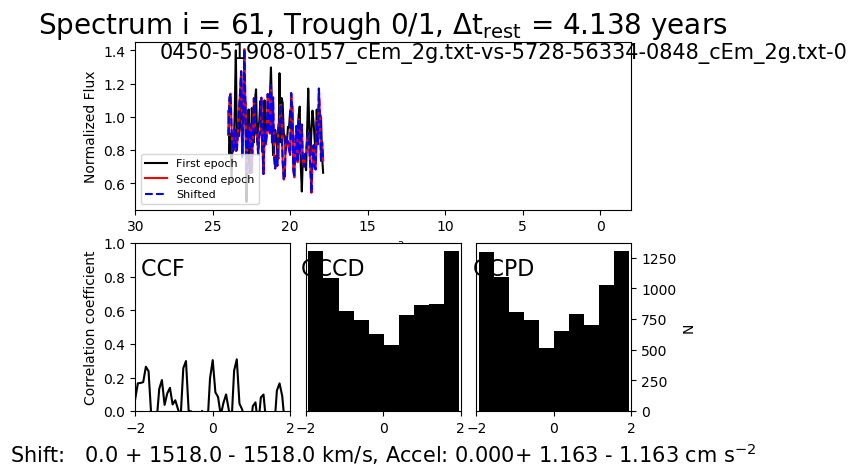 Spectrum i = 61, Trough 0/1, Δt_rest = 4.138 years
0450-51908-0157_cEm_2g.txt-vs-5728-56334-0848_cEm_2g.txt-0
Normalized Flux
1.4
1.2
1.0
0.8
0.6
First epoch
Second epoch
Shifted
30 25 20 15 10 5 0
Correlation coefficient
1.0
0.8
0.6
0.4
0.2
0.0
CCF
CCCD
CCPD
1250
1000
750
500
250
0
N
−2 0 2
−2 0 2
−2 0 2
Shift: 0.0 + 1518.0 - 1518.0 km/s, Accel: 0.000+ 1.163 - 1.163 cm s⁻²